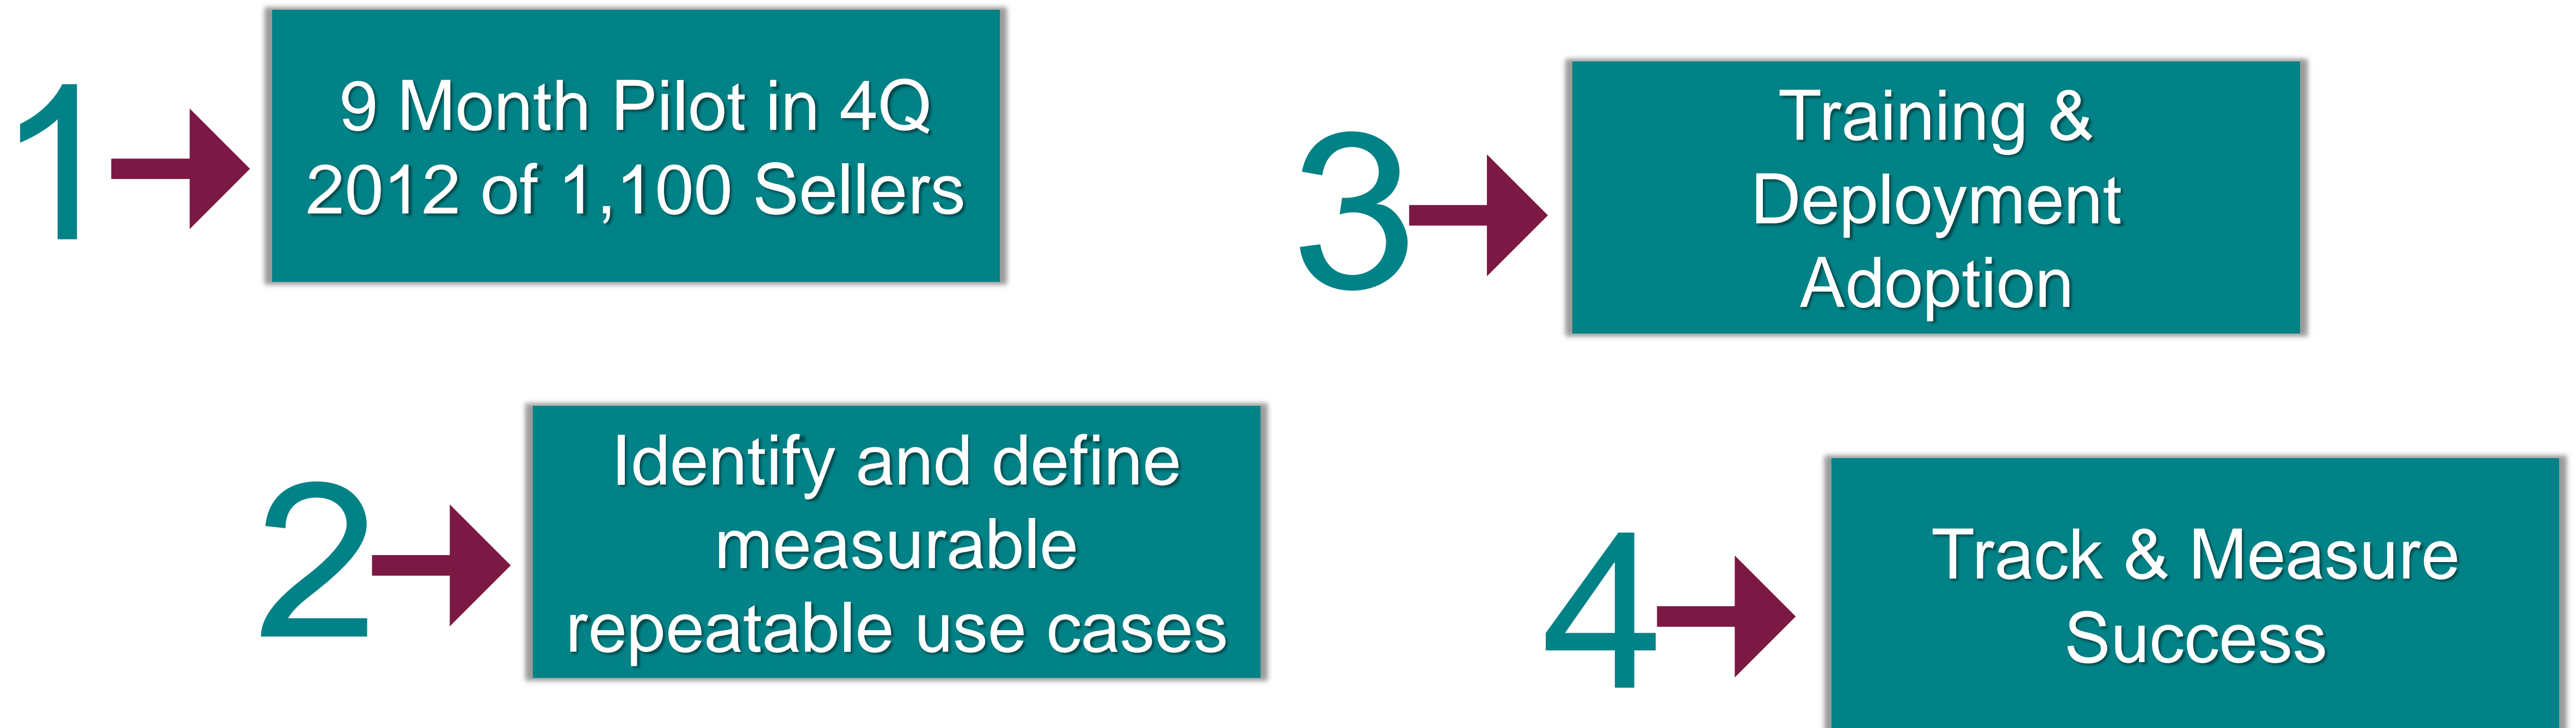 1
9 Month Pilot in 4Q
2012 of 1,100 Sellers
2
Identify and define
measurable
repeatable use cases
3
Training &
Deployment
Adoption
4
Track & Measure
Success